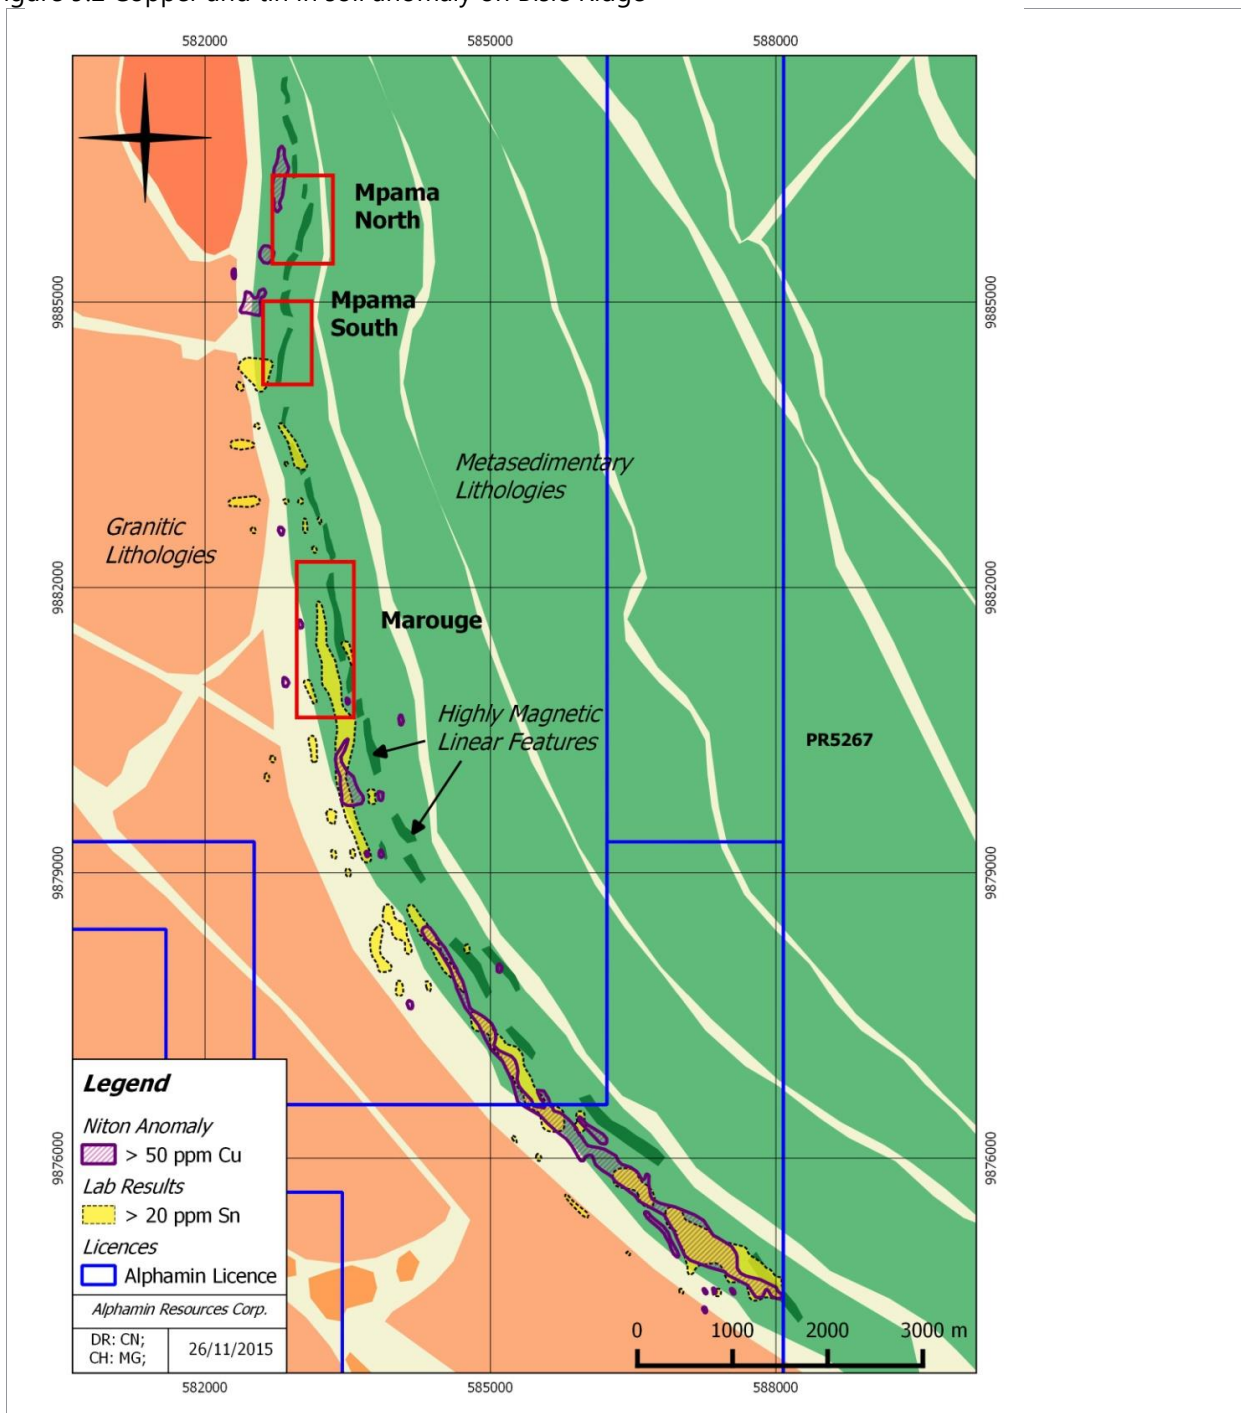 582000 585000 588000
Mpama
North
9885000 9885000
Mpama
South
Metasedimentary
Lithologies
Granitic
Lithologies
9882000 9882000
Marouge
Highly Magnetic
Linear Features
PR5267
9879000 9879000
9876000 9876000
Legend
Niton Anomaly
> 50 ppm Cu
Lab Results
> 20 ppm Sn
Licences
Alphamin Licence
Alphamin Resources Corp.
DR: CN;
CH: MG;
26/11/2015
0 1000 2000 3000 m
582000 585000 588000